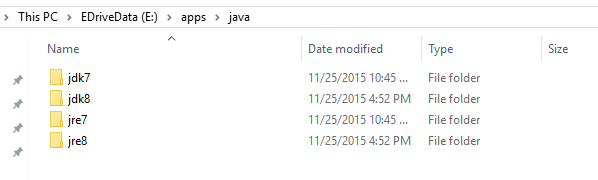 This PC > EDriveData (E:) > apps > java
Name Date modified Type Size
jdk7 11/25/2015 10:45 ... File folder
jdk8 11/25/2015 4:52 PM File folder
jre7 11/25/2015 10:45 ... File folder
jre8 11/25/2015 4:52 PM File folder